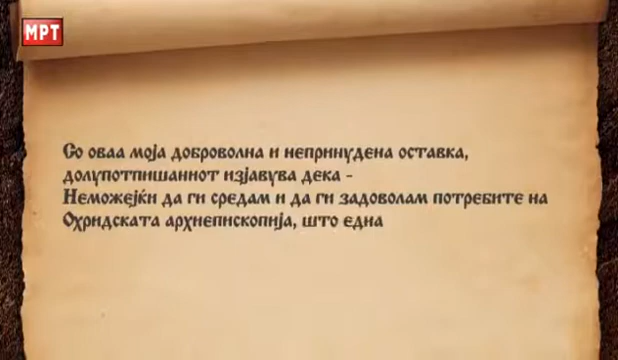 МРТ
Со оваа моја доброволна и непринудена оставка,
долупотпишаниот изјавува дека -
Неможејќи да ги средам и да ги задоволам потребите на
Охридската архиепископија, што една